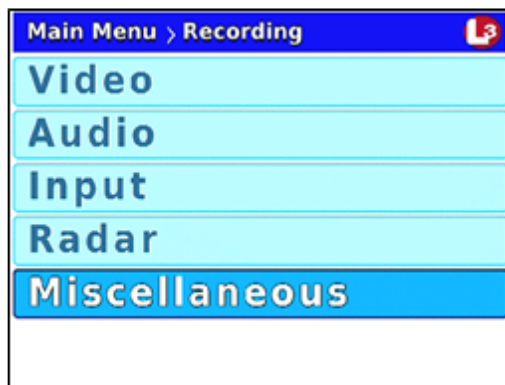 Main Menu > Recording L3
Video
Audio
Input
Radar
Miscellaneous